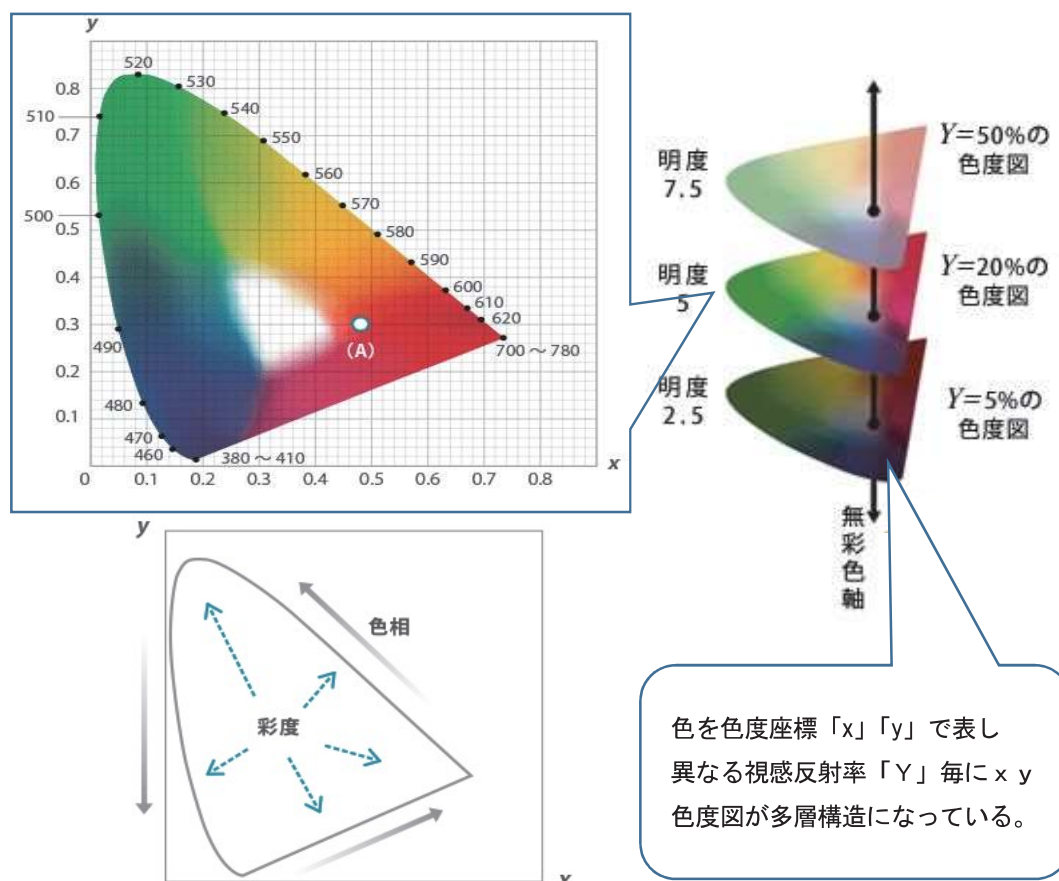 y
520
530
0.8
540
510
0.7
550
560
0.6
570
500
0.5
580
590
0.4
600
610
0.3
620
490
(A)
700～780
0.2
480
0.1
470
460
380～410
x
0
0.1
0.2
0.3
0.4
0.5
0.6
0.7
0.8
明度
7.5
Y=50%の
色度図
明度
5
Y=20%の
色度図
明度
2.5
Y=5%の
色度図
無彩色軸
y
色相
彩度
x
色を色度座標「x」「y」で表し
異なる視感反射率「Y」毎にｘｙ
色度図が多層構造になっている。